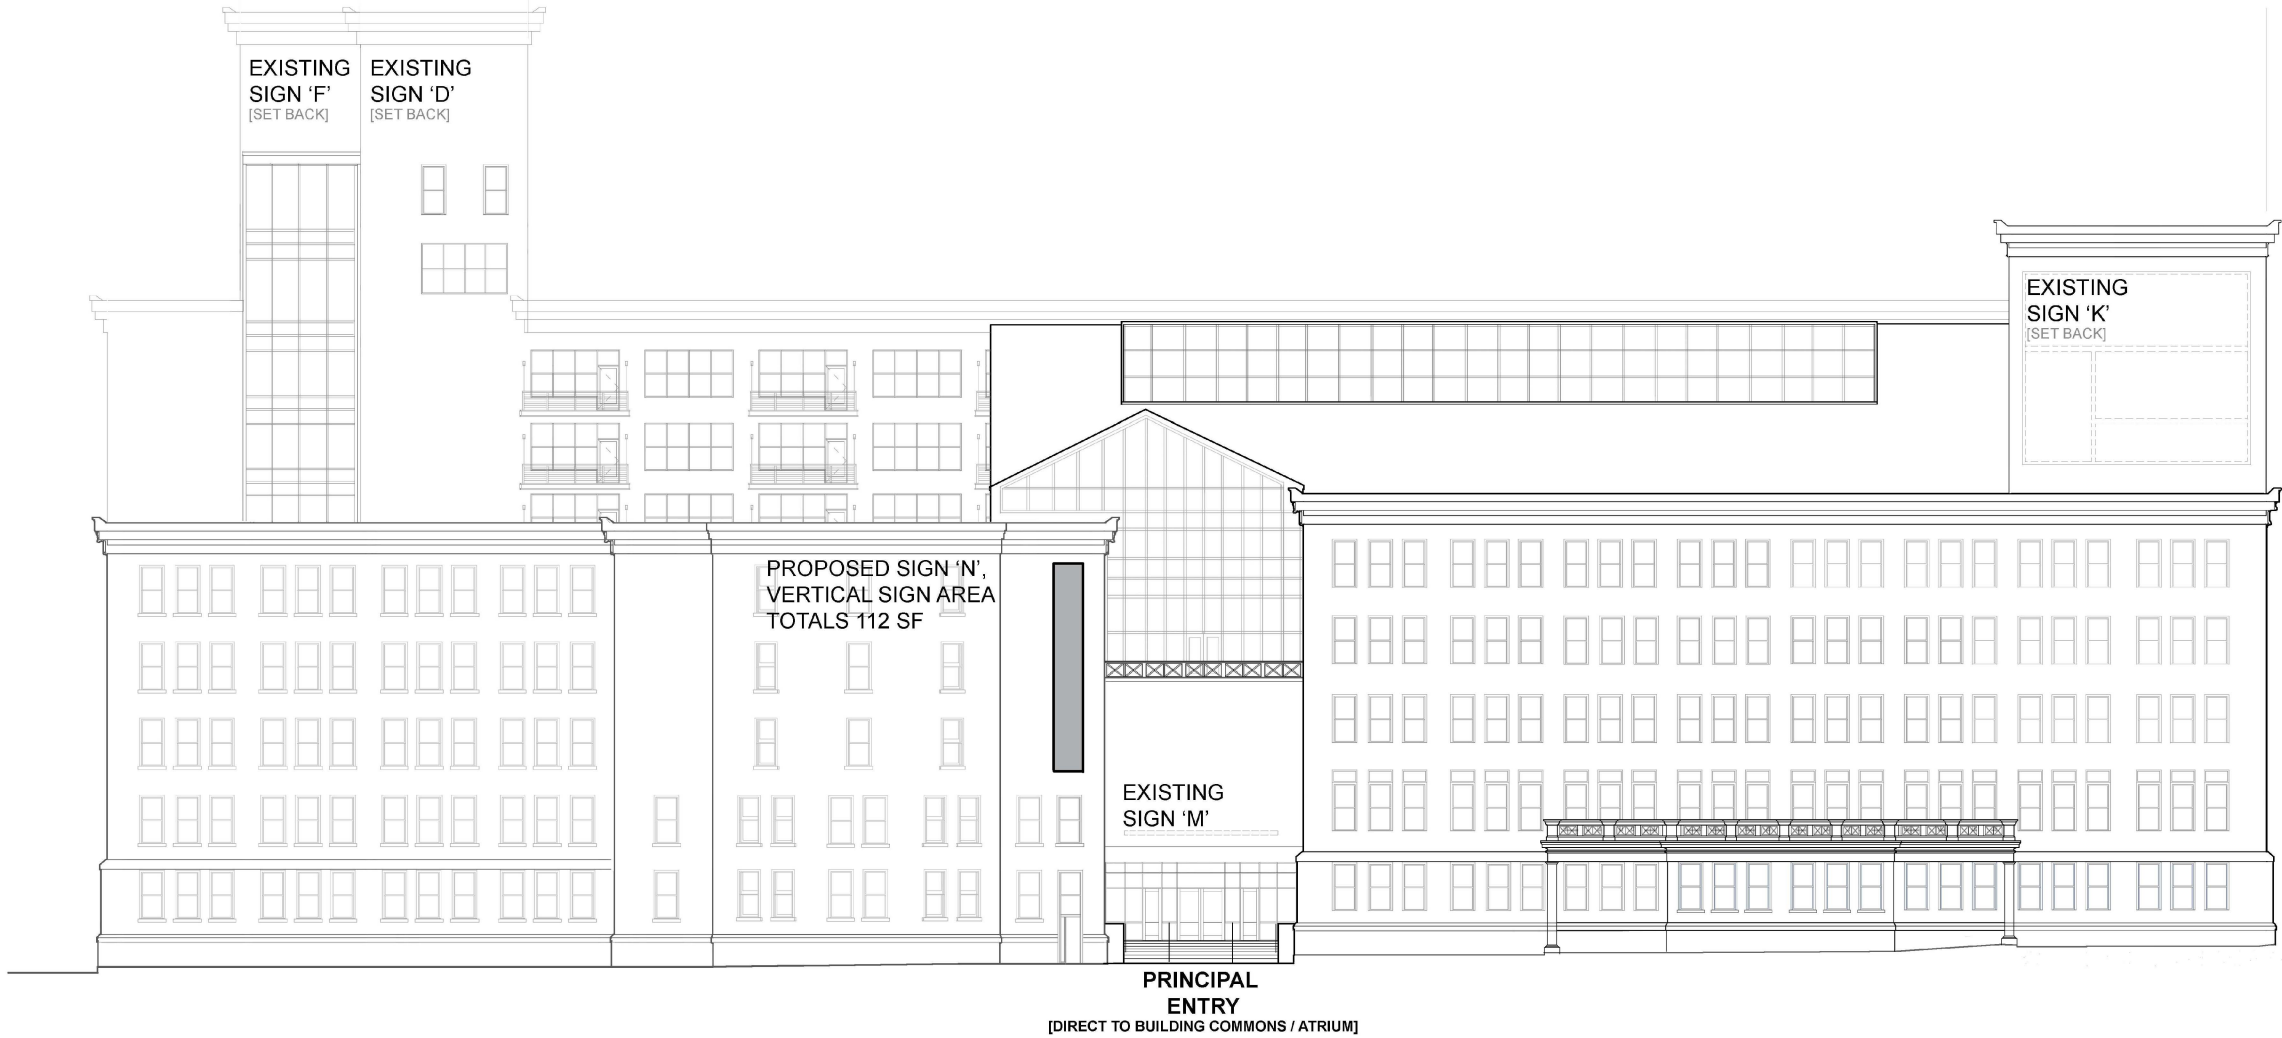 EXISTING
SIGN ‘F’
[SET BACK]
EXISTING
SIGN ‘D’
[SET BACK]
EXISTING
SIGN ‘K’
[SET BACK]
PROPOSED SIGN ‘N’,
VERTICAL SIGN AREA
TOTALS 112 SF
EXISTING
SIGN ‘M’
PRINCIPAL
ENTRY
[DIRECT TO BUILDING COMMONS / ATRIUM]